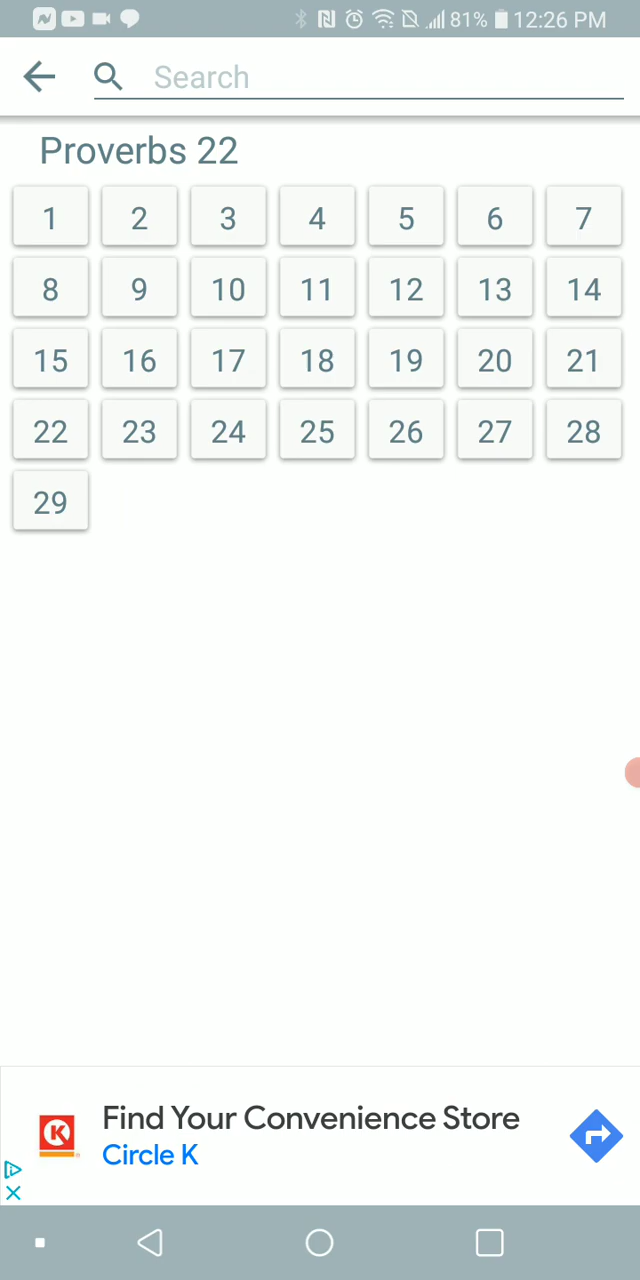 81% 12:26 PM
Search
Proverbs 22
1 2 3 4 5 6 7
8 9 10 11 12 13 14
15 16 17 18 19 20 21
22 23 24 25 26 27 28
29
Find Your Convenience Store
Circle K